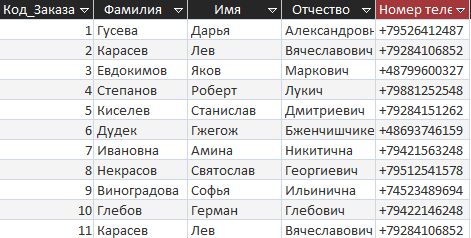 Код_Заказа Фамилия Имя Отчество Номер теле
1 Гусева Дарья Александровн +79526412487
2 Карасев Лев Вячеславович +79284106852
3 Евдокимов Яков Маркович +48799600327
4 Степанов Роберт Лукич +79881252548
5 Киселев Станислав Дмитриевич +79284151262
6 Дудек Гжегож Бженчишчике +48693746159
7 Ивановна Амина Никитична +79421563248
8 Некрасов Святослав Георгиевич +79512541578
9 Виноградова Софья Ильинична +74523489694
10 Глебов Герман Глебович +79422146248
11 Карасев Лев Вячеславович +79284106852